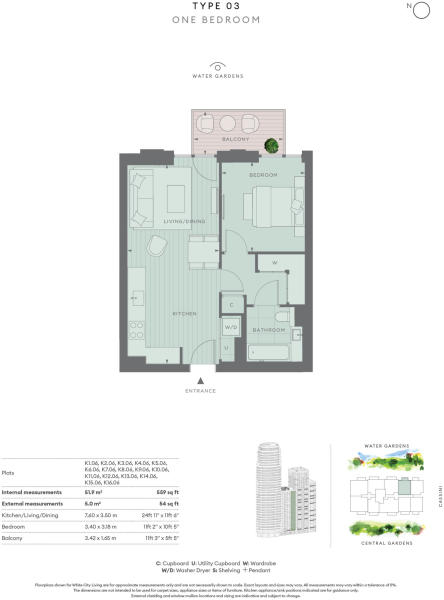 TYPE 03
ONE BEDROOM
N
WATER GARDENS
BALCONY
BEDROOM
LIVING/DINING
W
KITCHEN
C
W/D
BATHROOM
U
ENTRANCE
Plots
K1.06, K2.06, K3.06, K4.06, K5.06,
K6.06, K7.06, K8.06, K9.06, K10.06,
K11.06, K12.06, K13.06, K14.06,
K15.06, K16.06
Internal measurements 51.9 m² 559 sq ft
External measurements 5.0 m² 54 sq ft
Kitchen/Living/Dining 7.60 x 3.50 m 24ft 11" x 11ft 6"
Bedroom 3.40 x 3.18 m 11ft 2" x 10ft 5"
Balcony 3.42 x 1.65 m 11ft 3" x 5ft 5"
WATER GARDENS
CASSINI
CENTRAL GARDENS
C: Cupboard U: Utility Cupboard W: Wardrobe
W/D: Washer Dryer S: Shelving + Pendant
Floorplans shown for White City Living are for approximate measurements only and are not necessarily shown to scale. Exact layouts and sizes may vary. All measurements may vary within a tolerance of 5%.
The dimensions are not intended to be used for carpet sizes, appliance sizes or items of furniture. Kitchen appliance/sink positions indicated are for guidance only.
External cladding and window mullion locations and sizing are indicative and subject to change.